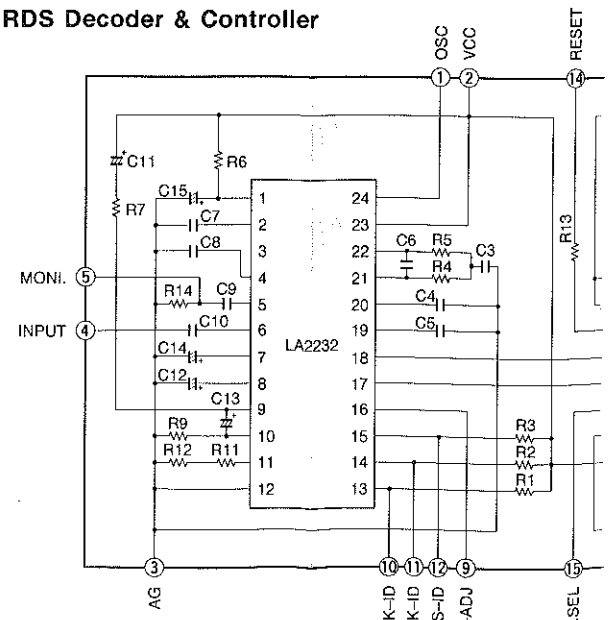 RDS Decoder & Controller
OSC
VCC
RESET
1
2
14
C11
R6
R7
R13
C15
1
24
C7
2
23
C8
3
22
C6
R5
C3
4
21
R4
MONI.
5
R14
C9
5
20
C4
INPUT
4
C10
6
19
C5
LA2232
C14
7
18
C12
8
17
C13
9
16
R9
10
15
R3
R12
R11
11
14
R2
12
13
R1
3
10
11
12
9
15
AG
K-ID
K-ID
S-ID
-ADJ
.SEL